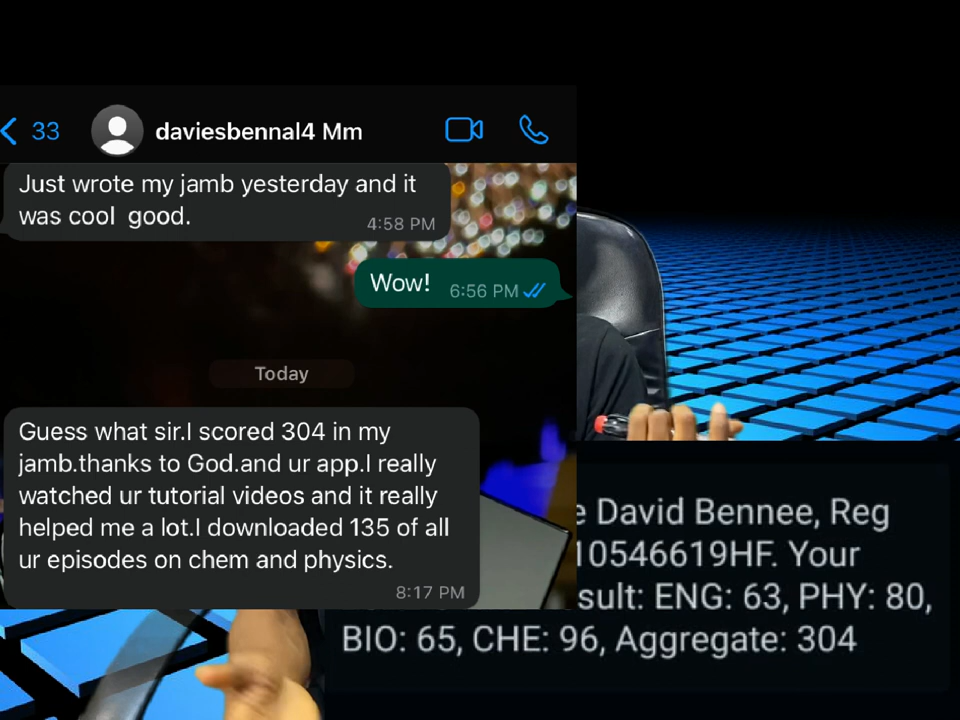 33
daviesbennal4 Mm
Just wrote my jamb yesterday and it
was cool good.
4:58 PM
Wow!
6:56 PM
Today
Guess what sir.I scored 304 in my
jamb.thanks to God.and ur app.I really
watched ur tutorial videos and it really
helped me a lot.I downloaded 135 of all
ur episodes on chem and physics.
8:17 PM
David Bennee, Reg
10546619HF. Your
sult: ENG: 63, PHY: 80,
BIO: 65, CHE: 96, Aggregate: 304